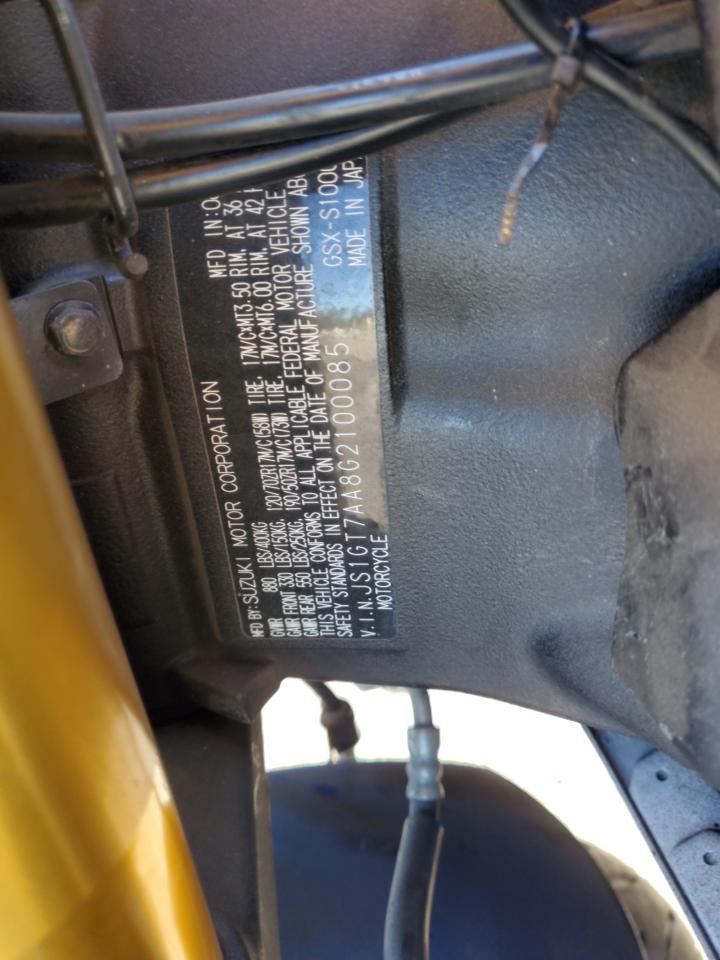 MFD BY:SUZUKI MOTOR CORPORATION MFD IN:
GVWR 880 LBS/400KG
GAWR FRONT 330 LBS/150KG. 120/70ZR17M/C(58W) TIRE, 17M/C×MT3.50 RIM. AT 36
GAWR REAR 550 LBS/250KG. 190/50ZR17M/C(73W) TIRE, 17M/C×MT6.00 RIM. AT 42
THIS VEHICLE CONFORMS TO ALL APPLICABLE FEDERAL MOTOR VEHICLE
SAFETY STANDARDS IN EFFECT ON THE DATE OF MANUFACTURE SHOWN
V.I.N.JS1GT7AA8G2100085 GSX-S100
MOTORCYCLE MADE IN